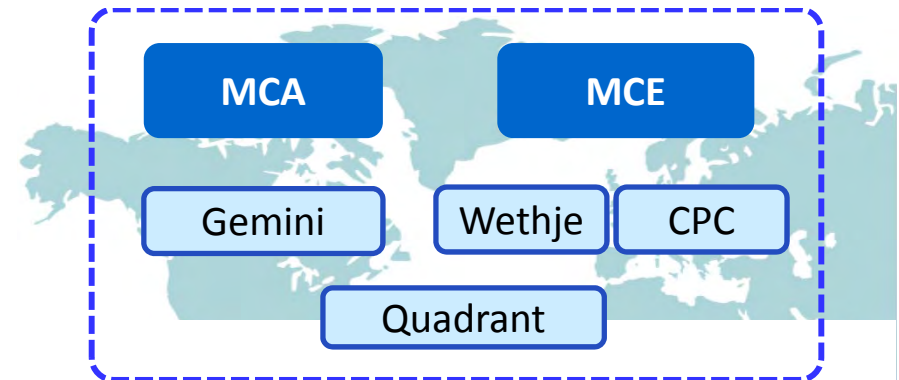 MCA
MCE
Gemini
Wethje
CPC
Quadrant